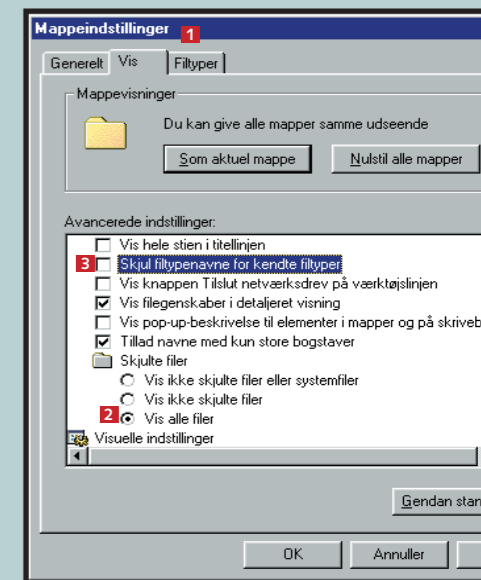 Mappeindstillinger 1
Generelt Vis Filtyper
Mappevisninger
Du kan give alle mapper samme udseende
Som aktuel mappe Nulstil alle mapper
Avancerede indstillinger:
Vis hele stien i titellinjen
3 Skjul filtypenavne for kendte filtyper
Vis knappen Tilslut netværksdrev på værktøjslinjen
Vis filegenskaber i detaljeret visning
Vis pop-up-beskrivelse til elementer i mapper og på skriveb
Tillad navne med kun store bogstaver
Skjulte filer
Vis ikke skjulte filer eller systemfiler
Vis ikke skjulte filer
2 Vis alle filer
Visuelle indstillinger
Gendan stan
OK Annuller